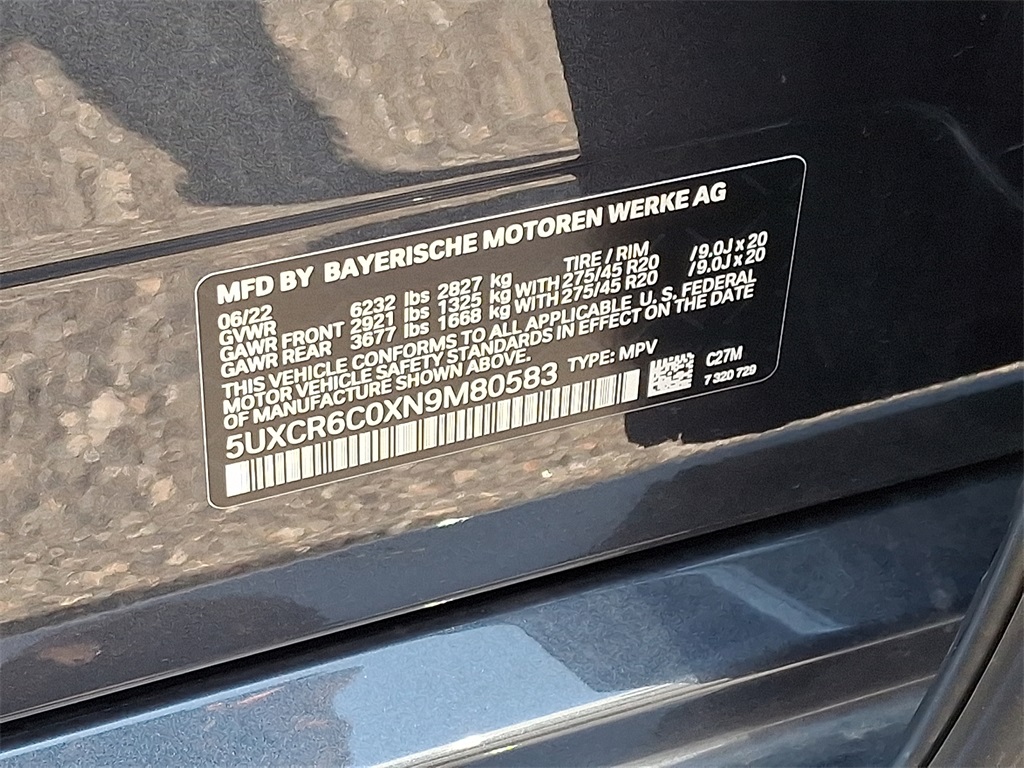 MFD BY BAYERISCHE MOTOREN WERKE AG
06/22 TIRE / RIM
GVWR 6232 lbs 2827 kg
GAWR FRONT 2921 lbs 1325 kg WITH 275/45 R20 / 9.0J x 20
GAWR REAR 3677 lbs 1668 kg WITH 275/45 R20 / 9.0J x 20
THIS VEHICLE CONFORMS TO ALL APPLICABLE U. S. FEDERAL
MOTOR VEHICLE SAFETY STANDARDS IN EFFECT ON THE DATE
OF MANUFACTURE SHOWN ABOVE.
5UXCR6C0XN9M80583 TYPE: MPV
C27M
7 320 729